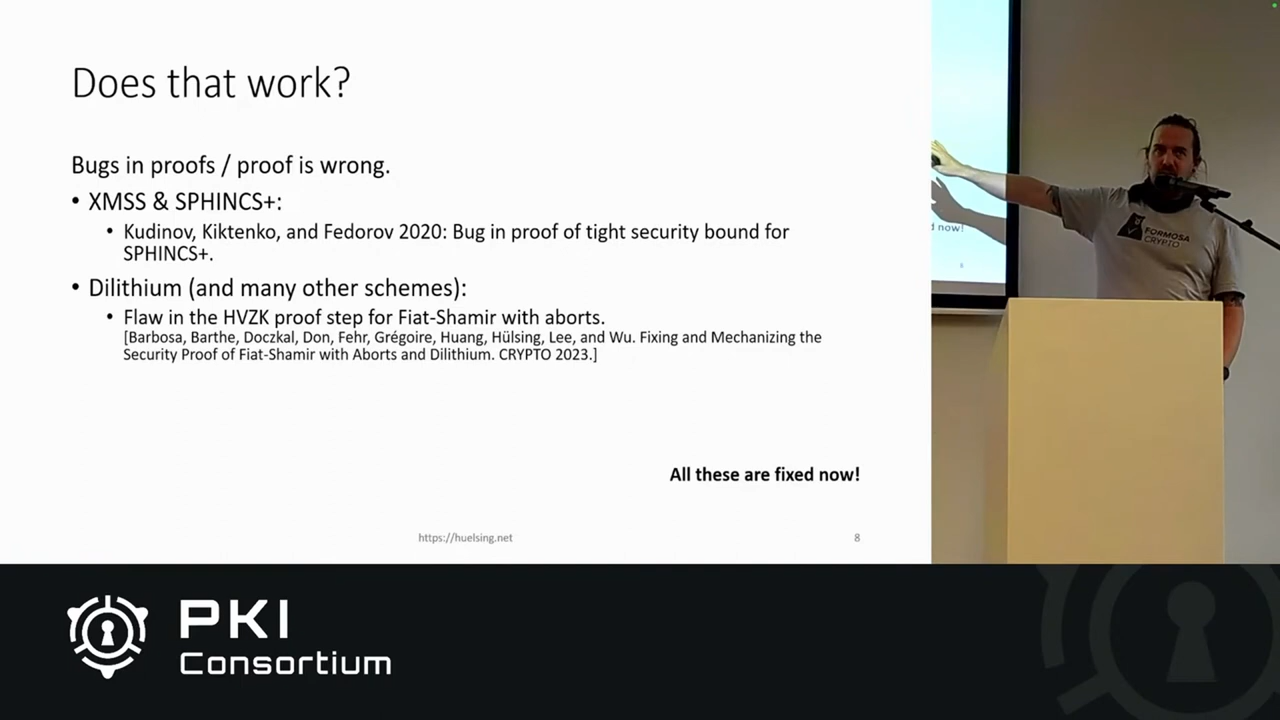 Does that work?
Bugs in proofs / proof is wrong.
• XMSS & SPHINCS+:
• Kudinov, Kiktenko, and Fedorov 2020: Bug in proof of tight security bound for
SPHINCS+.
• Dilithium (and many other schemes):
• Flaw in the HVZK proof step for Fiat-Shamir with aborts.
[Barbosa, Barthe, Doczkal, Don, Fehr, Grégoire, Huang, Hülsing, Lee, and Wu. Fixing and Mechanizing the
Security Proof of Fiat-Shamir with Aborts and Dilithium. CRYPTO 2023.]
All these are fixed now!
https://huelsing.net
8
d now!
8
FORMOSA
CRYPTO
PKI
Consortium